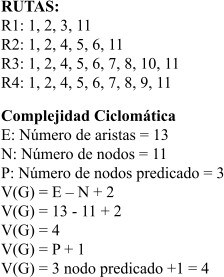 RUTAS:
R1: 1, 2, 3, 11
R2: 1, 2, 4, 5, 6, 11
R3: 1, 2, 4, 5, 6, 7, 8, 10, 11
R4: 1, 2, 4, 5, 6, 7, 8, 9, 11
Complejidad Ciclomática
E: Número de aristas = 13
N: Número de nodos = 11
P: Número de nodos predicado = 3
V(G) = E – N + 2
V(G) = 13 - 11 + 2
V(G) = 4
V(G) = P + 1
V(G) = 3 nodo predicado +1 = 4